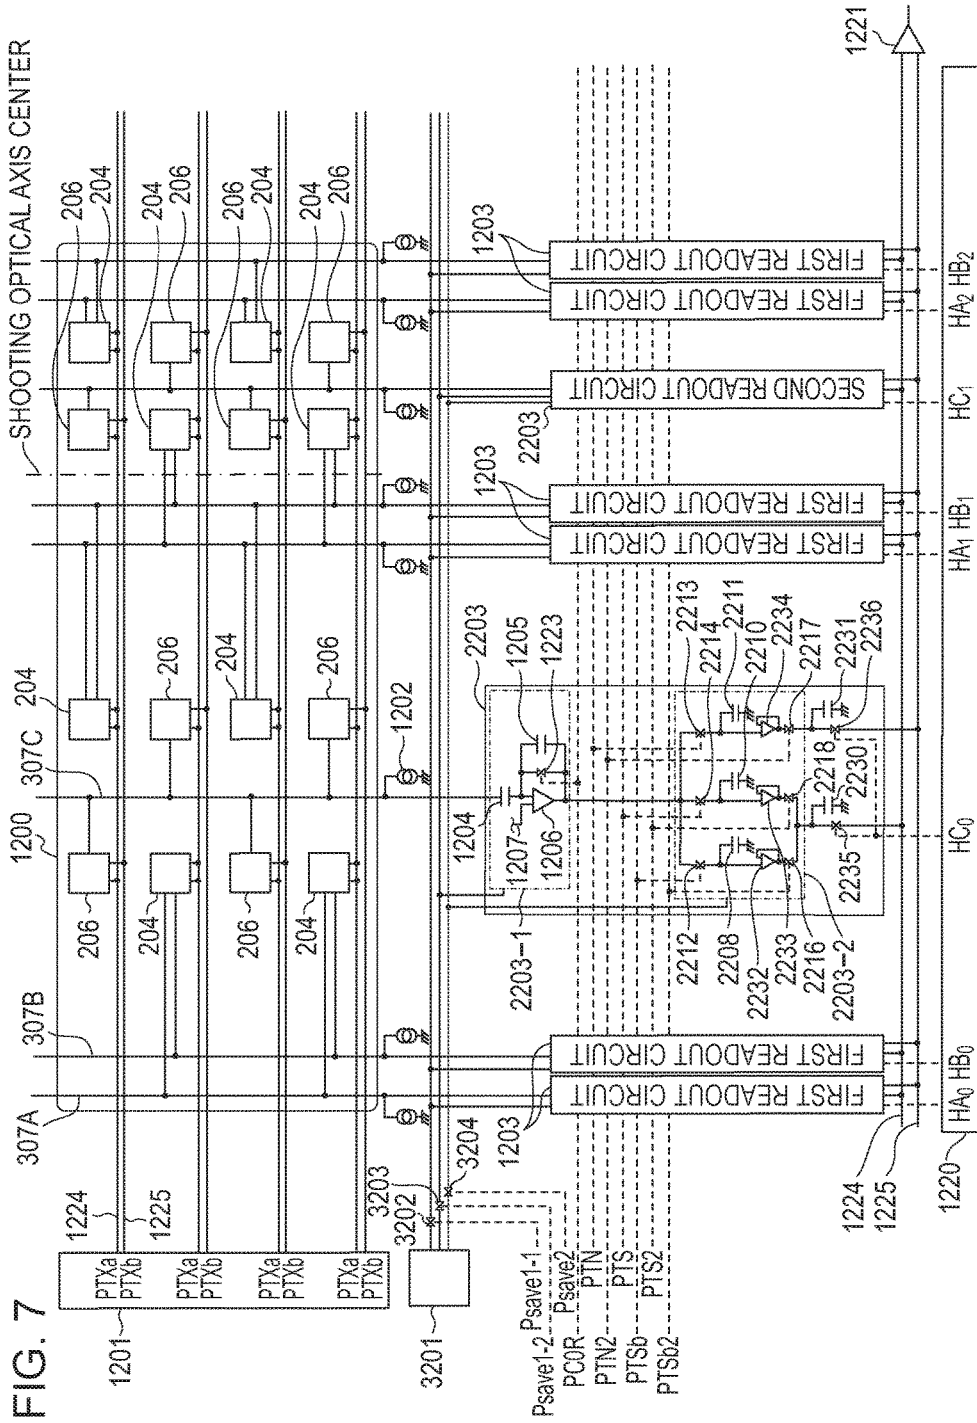 FIG. 7
SHOOTING OPTICAL AXIS CENTER
1200
307A
307B
307C
204
206
204
206
206
204
206
204
206
204
206
204
206
204
206
204
1201
1224
1225
PTXa
PTXb
PTXa
PTXb
PTXa
PTXb
PTXa
PTXb
1202
3201
3202
3203
3204
Psave1-1
Psave1-2
Psave2
PC0R
PTN
PTN2
PTS
PTSb
PTS2
PTSb2
1203
FIRST READOUT CIRCUIT
FIRST READOUT CIRCUIT
2203
2203-1
1204
1205
1207
1206
1223
2213
2214
2211
2210
2234
2217
2218
2231
2236
2230
2235
2212
2208
2232
2233
2216
2203-2
1203
FIRST READOUT CIRCUIT
FIRST READOUT CIRCUIT
2203
SECOND READOUT CIRCUIT
1203
FIRST READOUT CIRCUIT
FIRST READOUT CIRCUIT
1224
1225
1221
1220
HA0
HB0
HC0
HA1
HB1
HC1
HA2
HB2